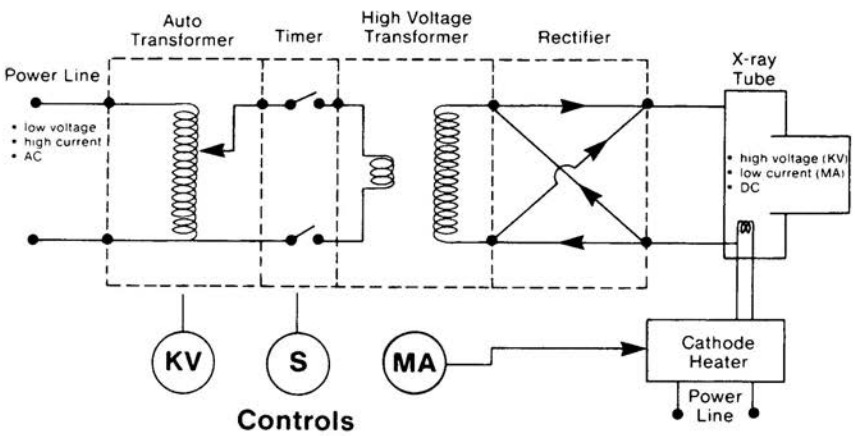 Auto
Transformer
Timer
High Voltage
Transformer
Rectifier
X-ray
Tube
Power Line
• low voltage
• high current
• AC
• high voltage (KV)
• low current (MA)
• DC
KV
S
MA
Cathode
Heater
Power
Line
Controls